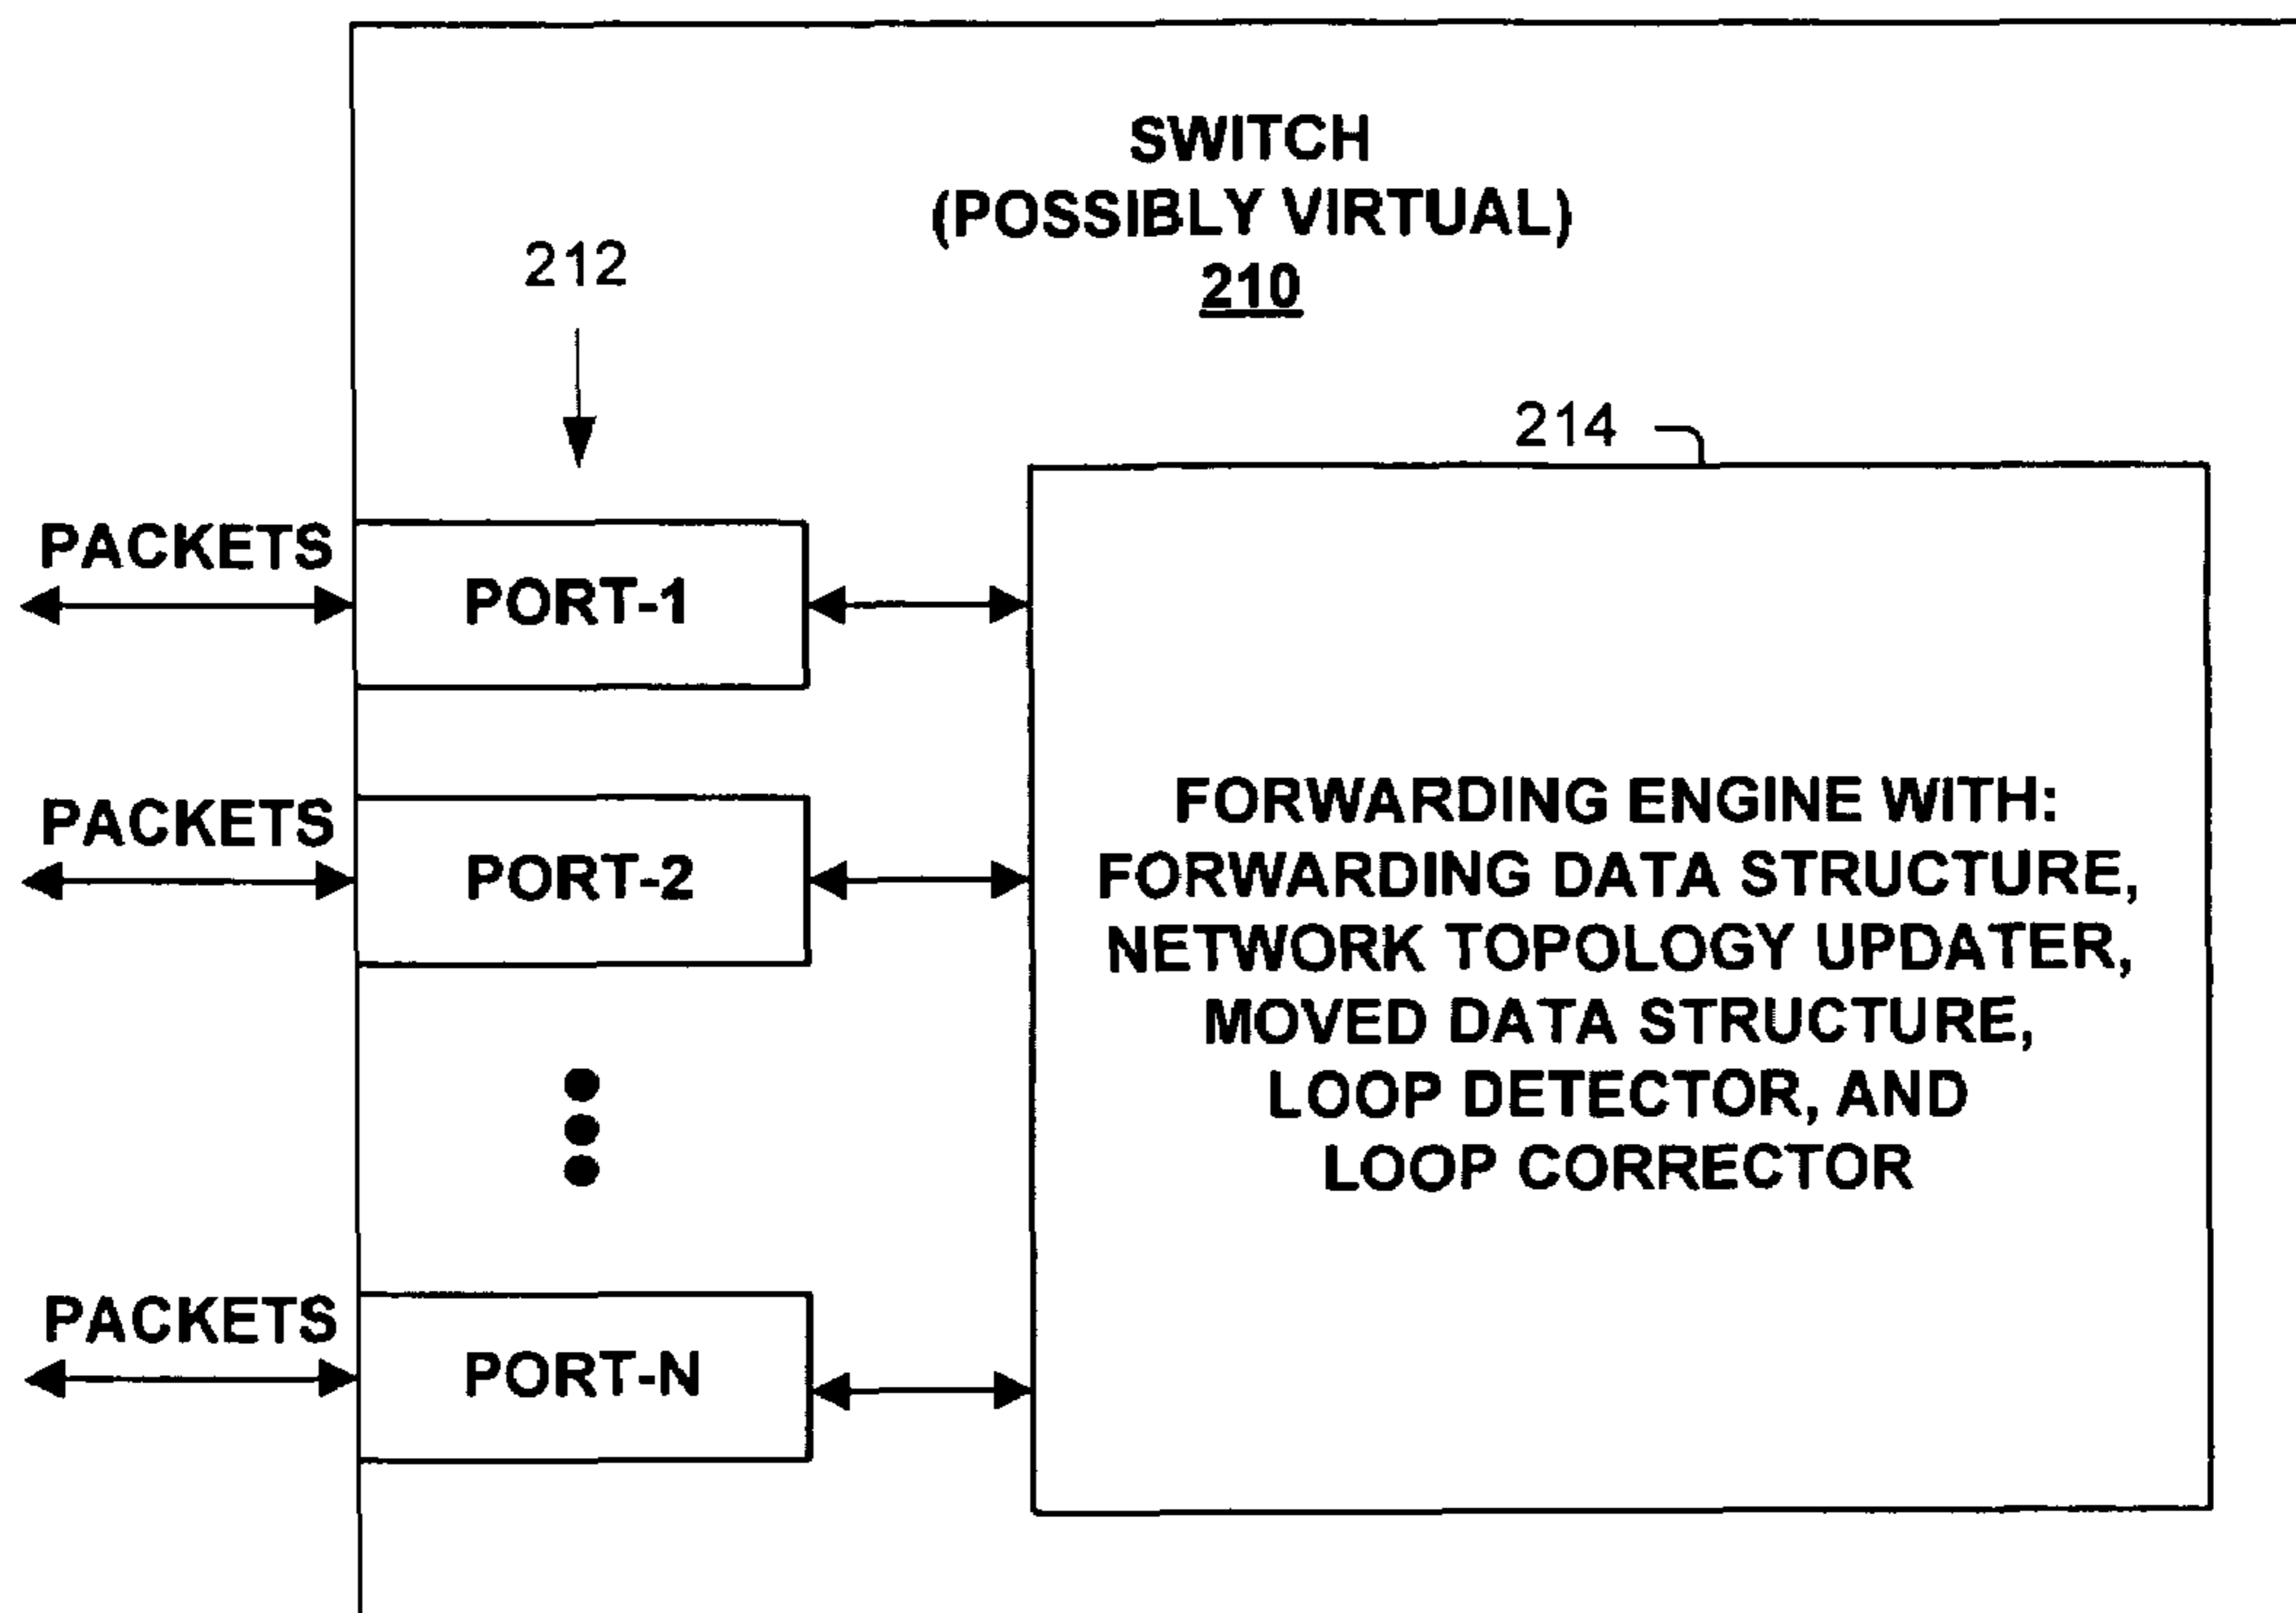 SWITCH
(POSSIBLY VIRTUAL)
210
212
214
PACKETS
PORT-1
PACKETS
PORT-2
PACKETS
PORT-N
FORWARDING ENGINE WITH:
FORWARDING DATA STRUCTURE,
NETWORK TOPOLOGY UPDATER,
MOVED DATA STRUCTURE,
LOOP DETECTOR, AND
LOOP CORRECTOR